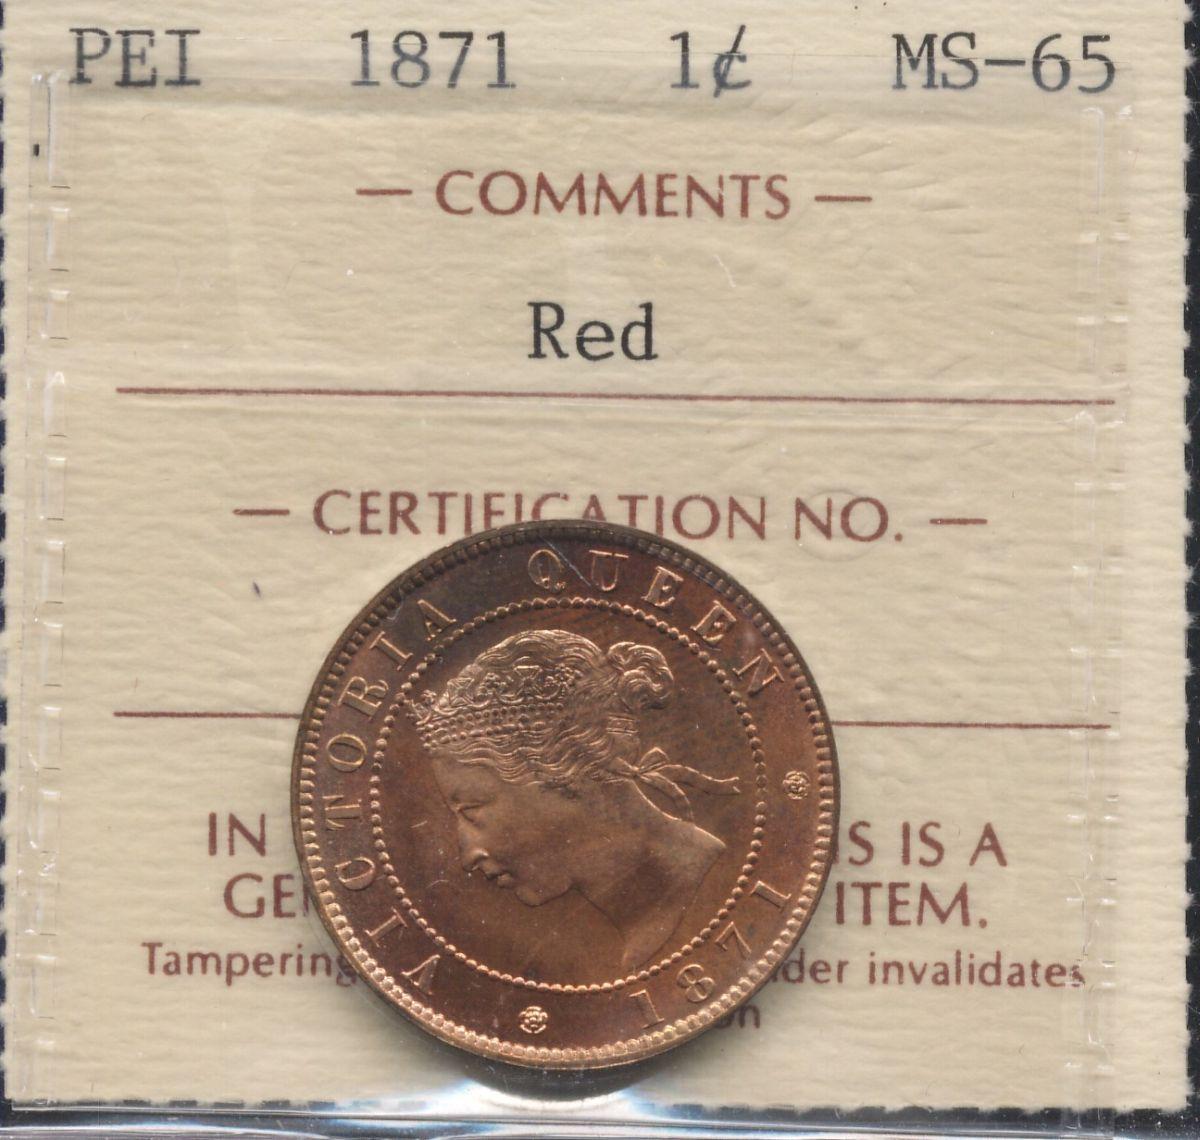 PEI 1871 1¢ MS-65
— COMMENTS —
Red
— CERTIFICATION NO. —
VICTORIA QUEEN
1871
IN IS IS A
GE ITEM.
Tampering der invalidates